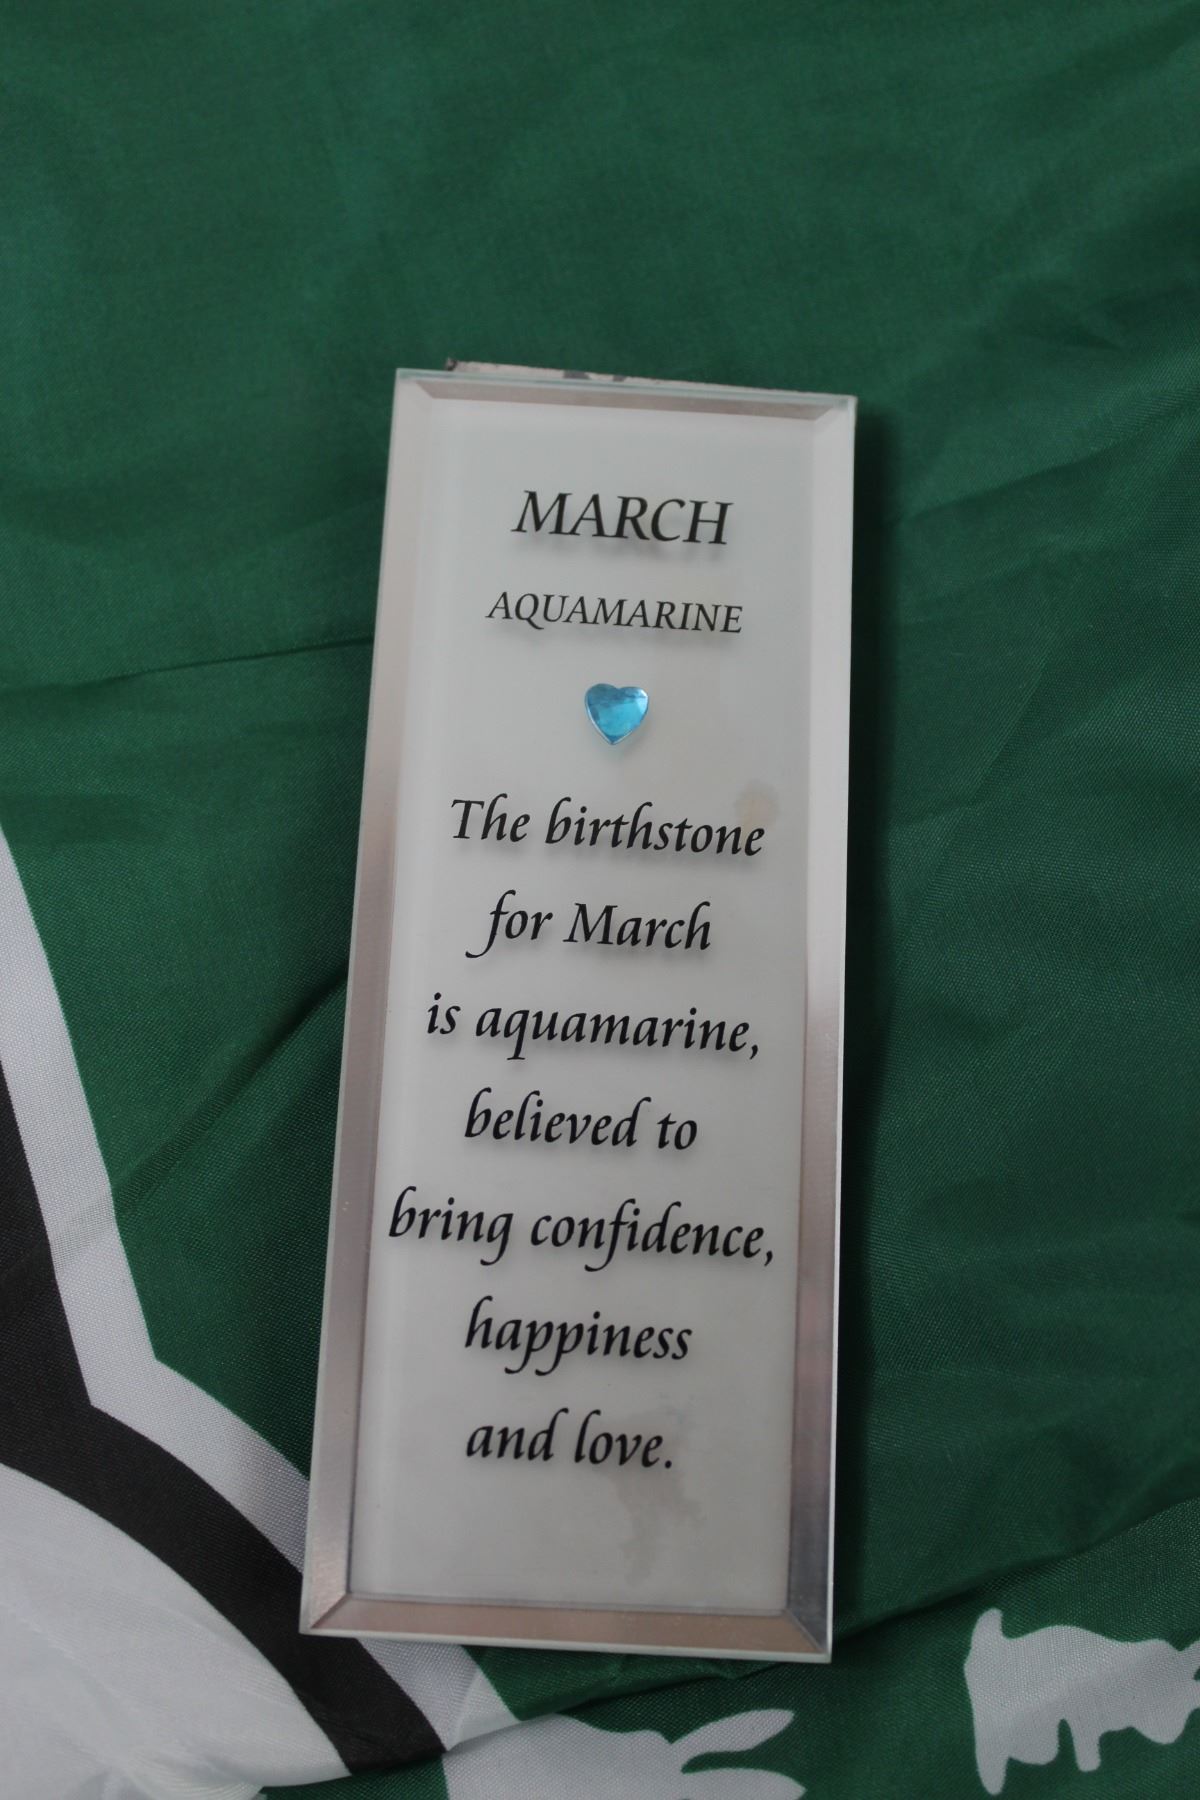 MARCH
AQUAMARINE
The birthstone
for March
is aquamarine,
believed to
bring confidence,
happiness
and love.